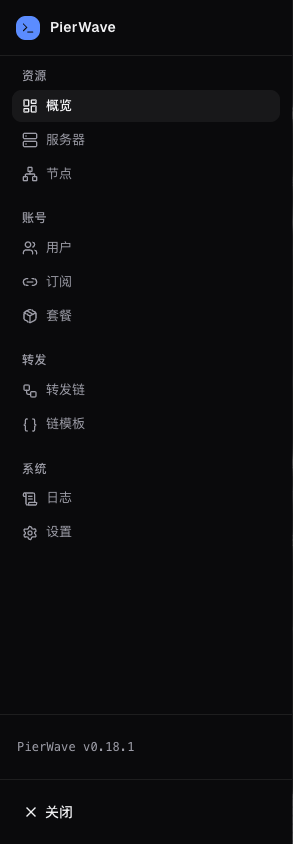 PierWave
资源
概览
服务器
节点
账号
用户
订阅
套餐
转发
转发链
链模板
系统
日志
设置
PierWave v0.18.1
关闭